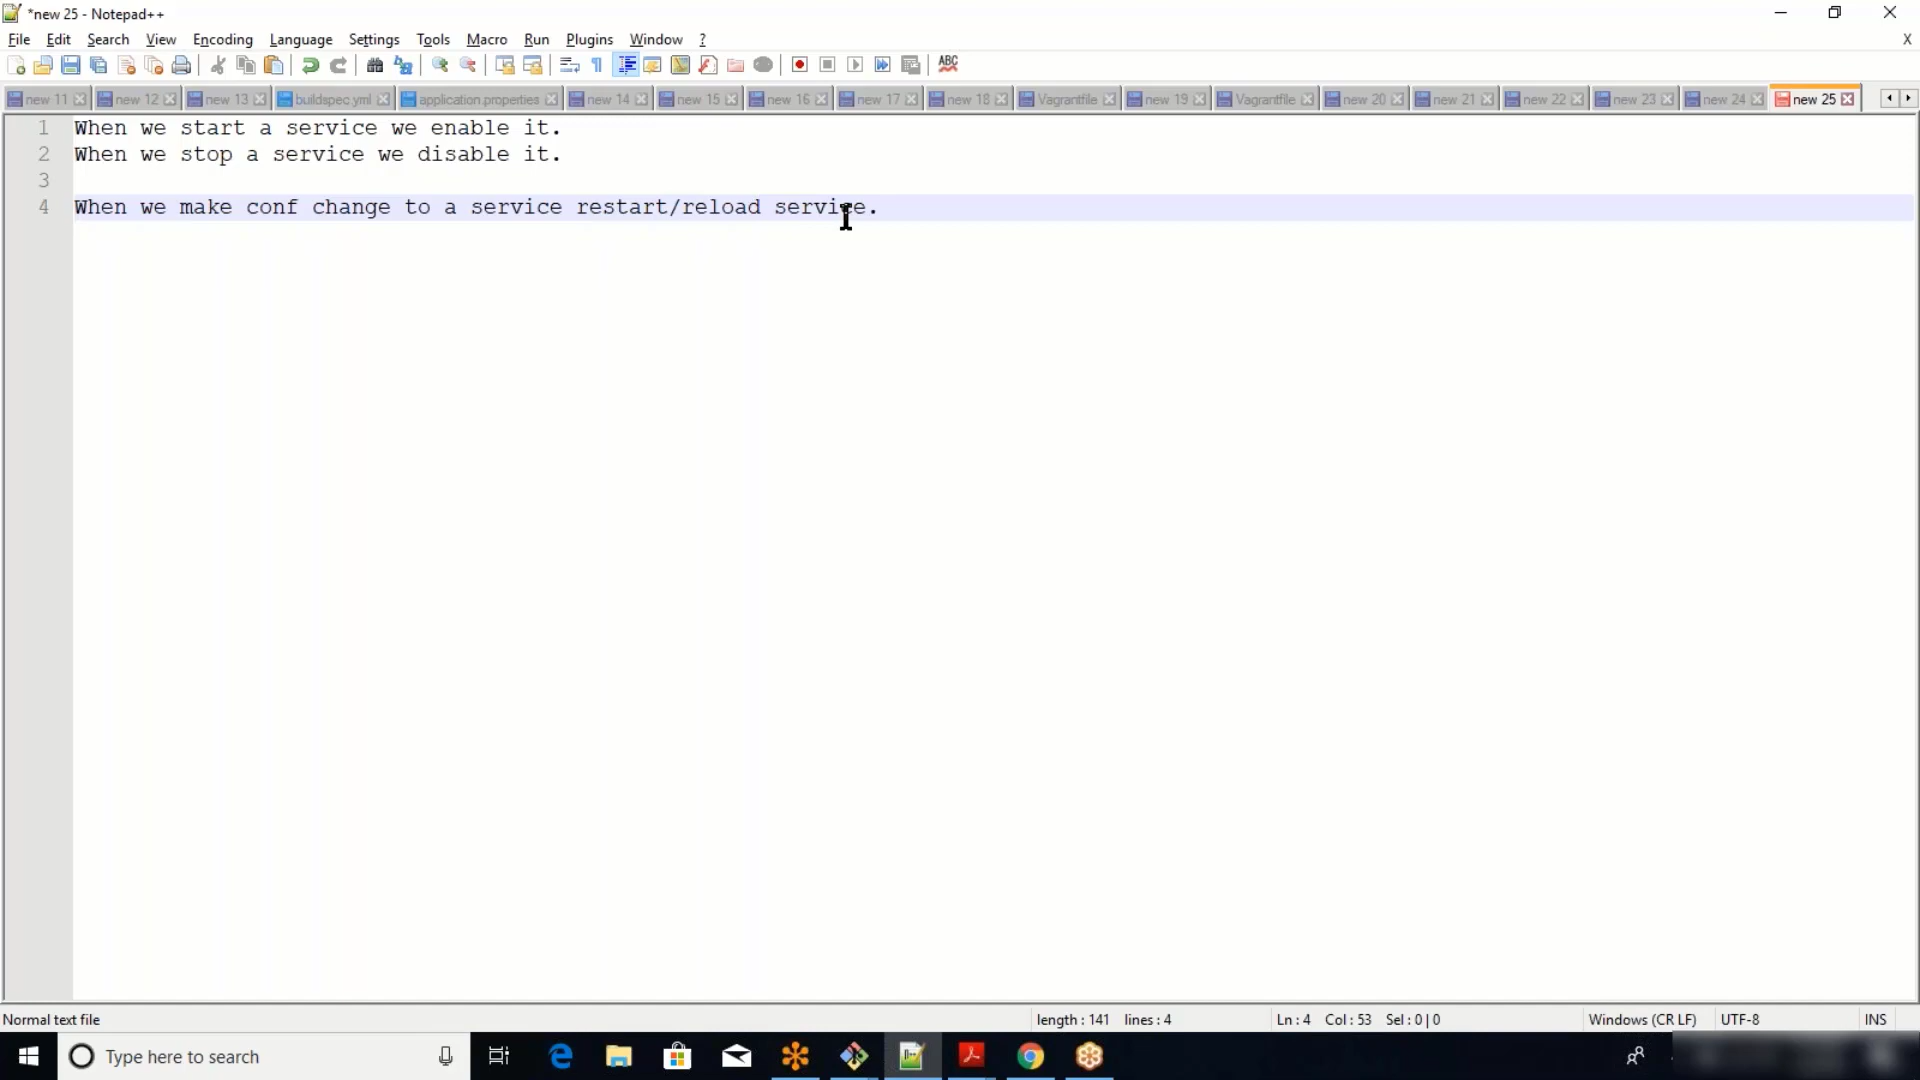 *new 25 - Notepad++
File Edit Search View Encoding Language Settings Tools Macro Run Plugins Window ?
X
ABC
new 11 new 12 new 13 buildspec.yml application.properties new 14 new 15 new 16 new 17 new 18 Vagrantfile new 19 Vagrantfile new 20 new 21 new 22 new 23 new 24 new 25
1 When we start a service we enable it.
2 When we stop a service we disable it.
3
4 When we make conf change to a service restart/reload service.
Normal text file length : 141 lines : 4 Ln : 4 Col : 53 Sel : 0 | 0 Windows (CR LF) UTF-8 INS
Type here to search